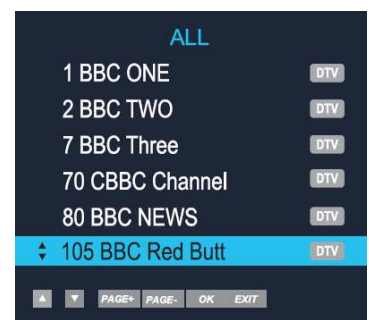 ALL
1 BBC ONE DTV
2 BBC TWO DTV
7 BBC Three DTV
70 CBBC Channel DTV
80 BBC NEWS DTV
105 BBC Red Butt DTV
PAGE+ PAGE- OK EXIT